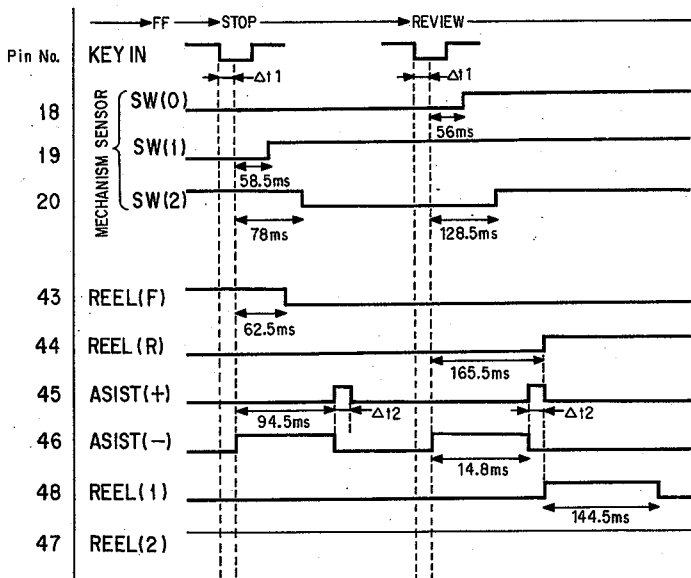 FF STOP REVIEW
Pin No. KEY IN
Δt1 Δt1
MECHANISM SENSOR
18 SW(0)
56ms
19 SW(1)
58.5ms
20 SW(2)
78ms 128.5ms
43 REEL(F)
62.5ms
44 REEL(R)
165.5ms
45 ASIST(+)
94.5ms Δt2 Δt2
46 ASIST(−)
14.8ms
48 REEL(1)
144.5ms
47 REEL(2)